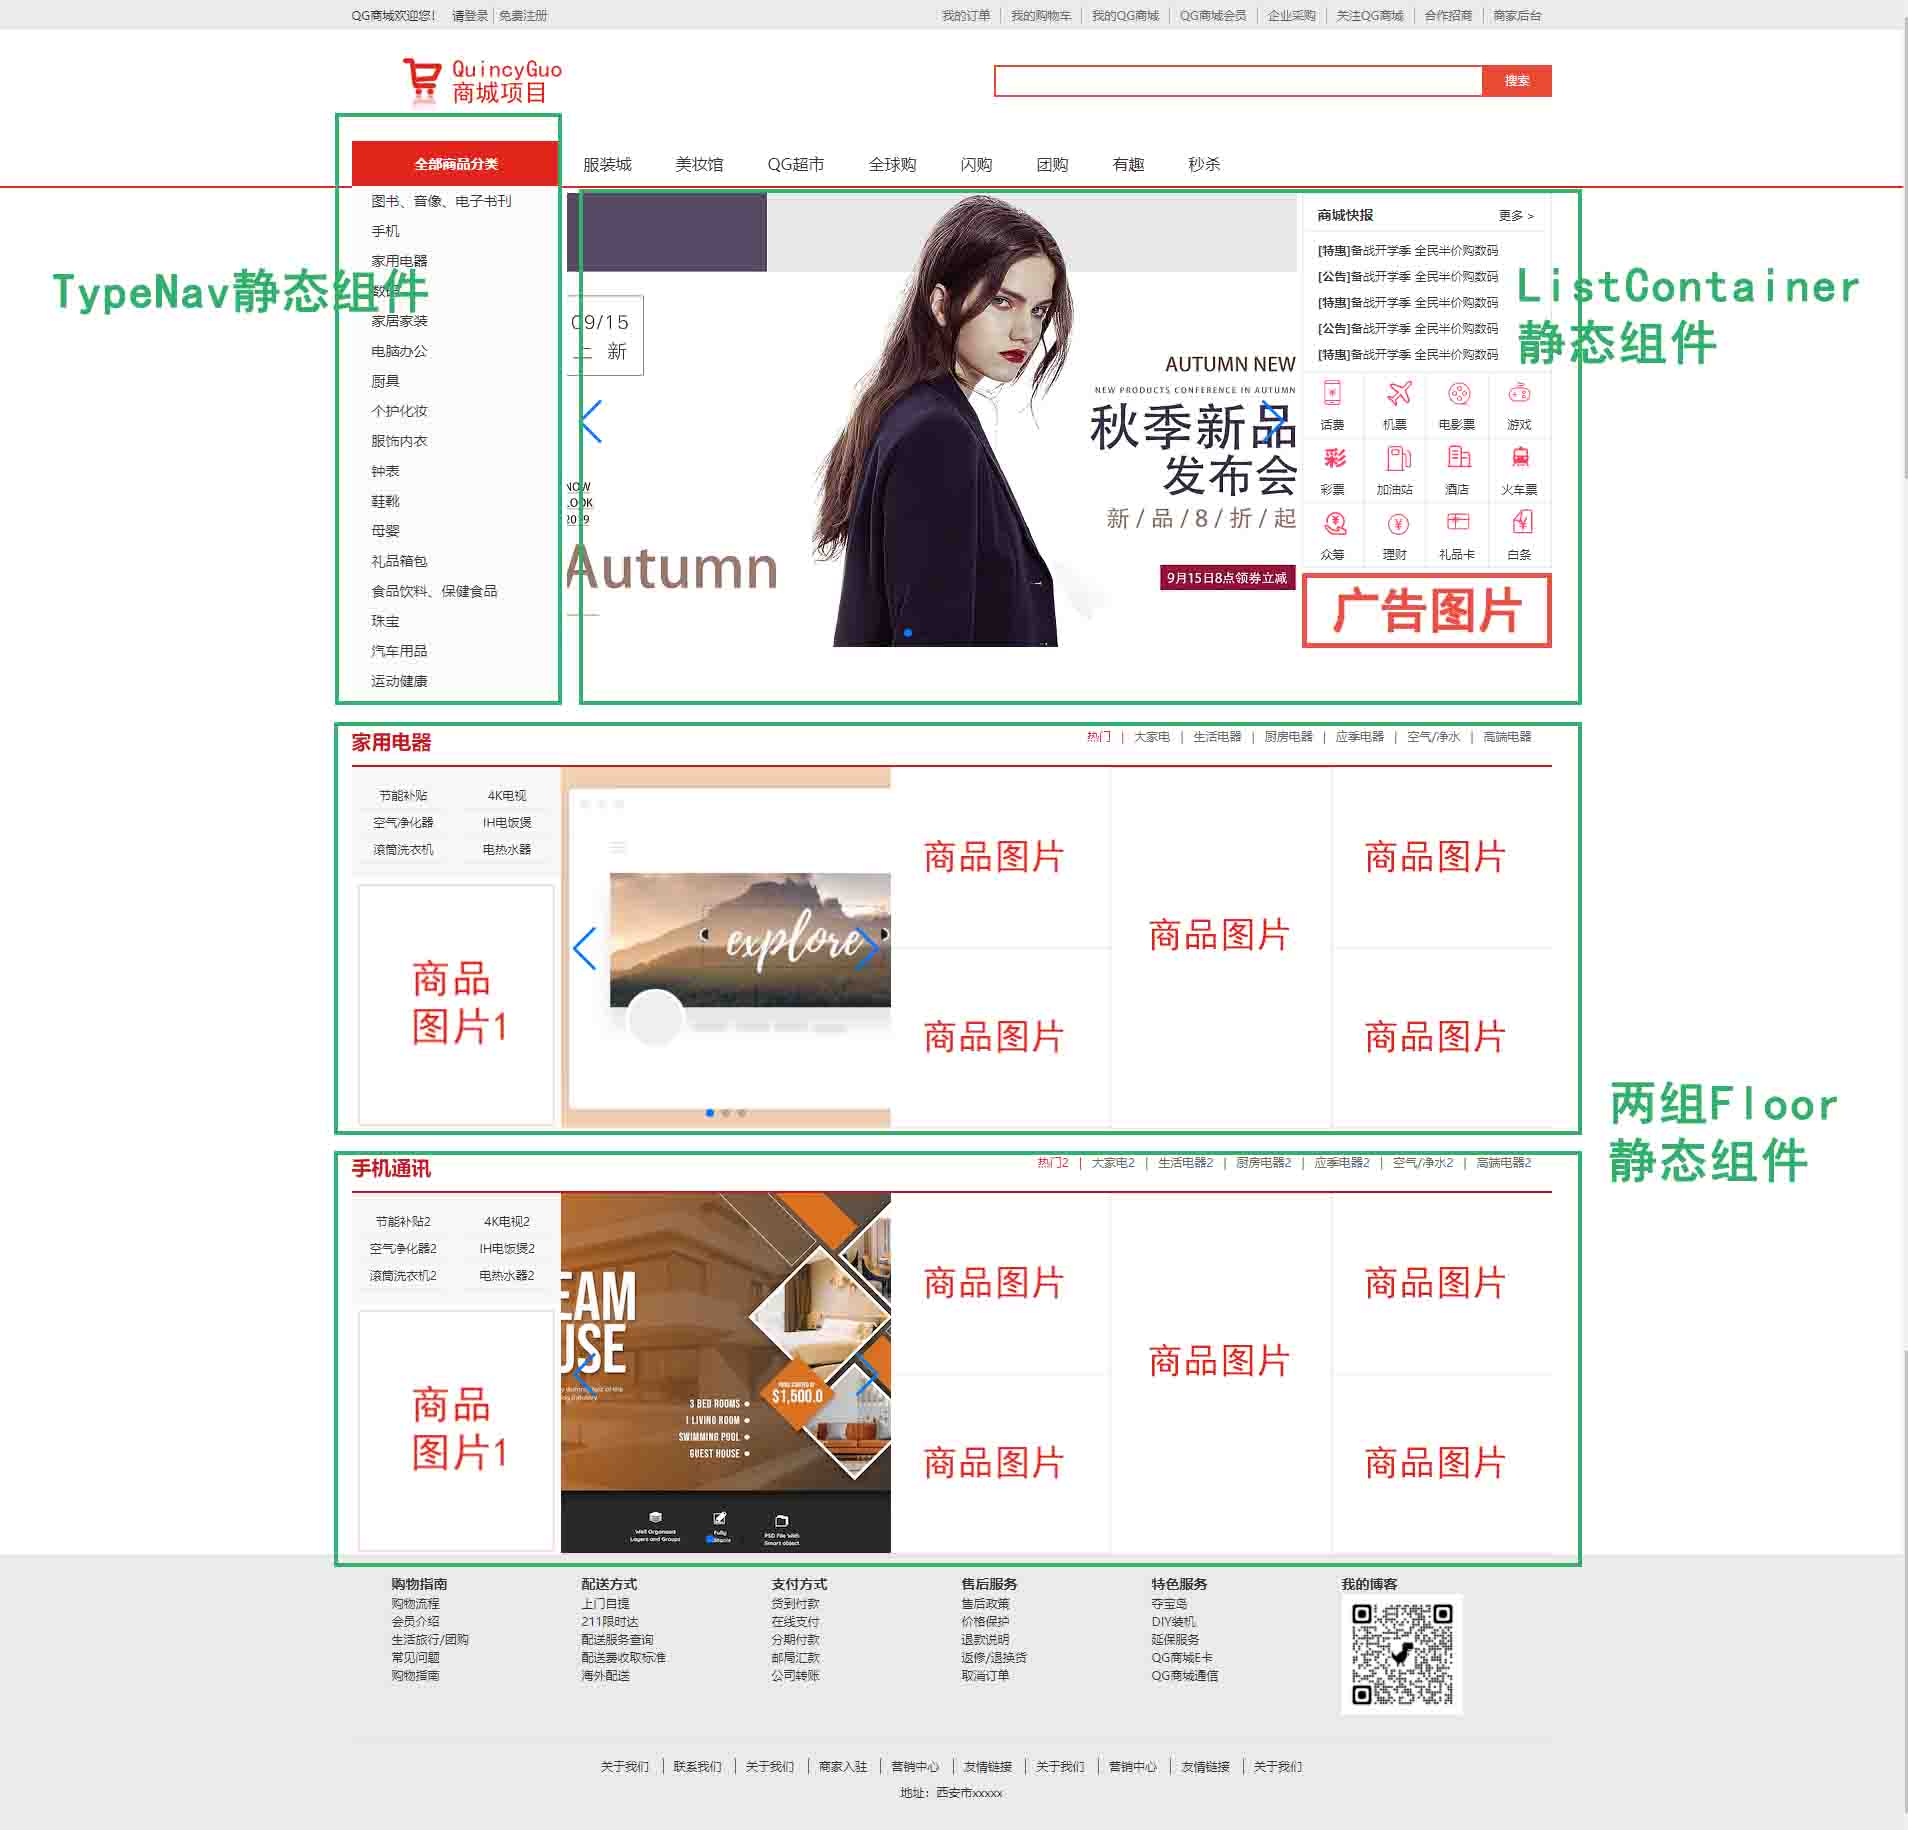 QG商城欢迎您! 请登录 免费注册
我的订单 我的购物车 我的QG商城 QG商城会员 企业采购 关注QG商城 合作招商 商家后台
QuincyGuo
商城项目
搜索
全部商品分类 服装城 美妆馆 QG超市 全球购 闪购 团购 有趣 秒杀
图书、音像、电子书刊
手机
家用电器
数码
家居家装
电脑办公
厨具
个护化妆
服饰内衣
钟表
鞋靴
母婴
礼品箱包
食品饮料、保健食品
珠宝
汽车用品
运动健康
TypeNav静态组件
09/15
上 新
NOW
LOOK
2019
Autumn
AUTUMN NEW
NEW PRODUCTS CONFERENCE IN AUTUMN
秋季新品
发布会
新/品/8/折/起
9月15日8点领券立减
商城快报 更多 >
[特惠]备战开学季 全民半价购数码
[公告]备战开学季 全民半价购数码
[特惠]备战开学季 全民半价购数码
[公告]备战开学季 全民半价购数码
[特惠]备战开学季 全民半价购数码
ListContainer
静态组件
话费 机票 电影票 游戏
彩
彩票 加油站 酒店 火车票
众筹 理财 礼品卡 白条
广告图片
家用电器
热门 | 大家电 | 生活电器 | 厨房电器 | 应季电器 | 空气/净水 | 高端电器
节能补贴 4K电视
空气净化器 IH电饭煲
滚筒洗衣机 电热水器
商品
图片1
explore
商品图片
商品图片
商品图片
商品图片
商品图片
两组Floor
静态组件
手机通讯
热门2 | 大家电2 | 生活电器2 | 厨房电器2 | 应季电器2 | 空气/净水2 | 高端电器2
节能补贴2 4K电视2
空气净化器2 IH电饭煲2
滚筒洗衣机2 电热水器2
商品
图片1
EAM
USE
$1,500.0
3 BED ROOMS
1 LIVING ROOM
SWIMMING POOL
GUEST HOUSE
Well Organized
Layers and Groups
Fully
PSD File With
Smart object
商品图片
商品图片
商品图片
商品图片
商品图片
购物指南
购物流程
会员介绍
生活旅行/团购
常见问题
购物指南
配送方式
上门自提
211限时达
配送服务查询
配送费收取标准
海外配送
支付方式
货到付款
在线支付
分期付款
邮局汇款
公司转账
售后服务
售后政策
价格保护
退款说明
返修/退换货
取消订单
特色服务
夺宝岛
DIY装机
延保服务
QG商城E卡
QG商城通信
我的博客
关于我们 联系我们 关于我们 商家入驻 营销中心 友情链接 关于我们 营销中心 友情链接 关于我们
地址：西安市xxxxx